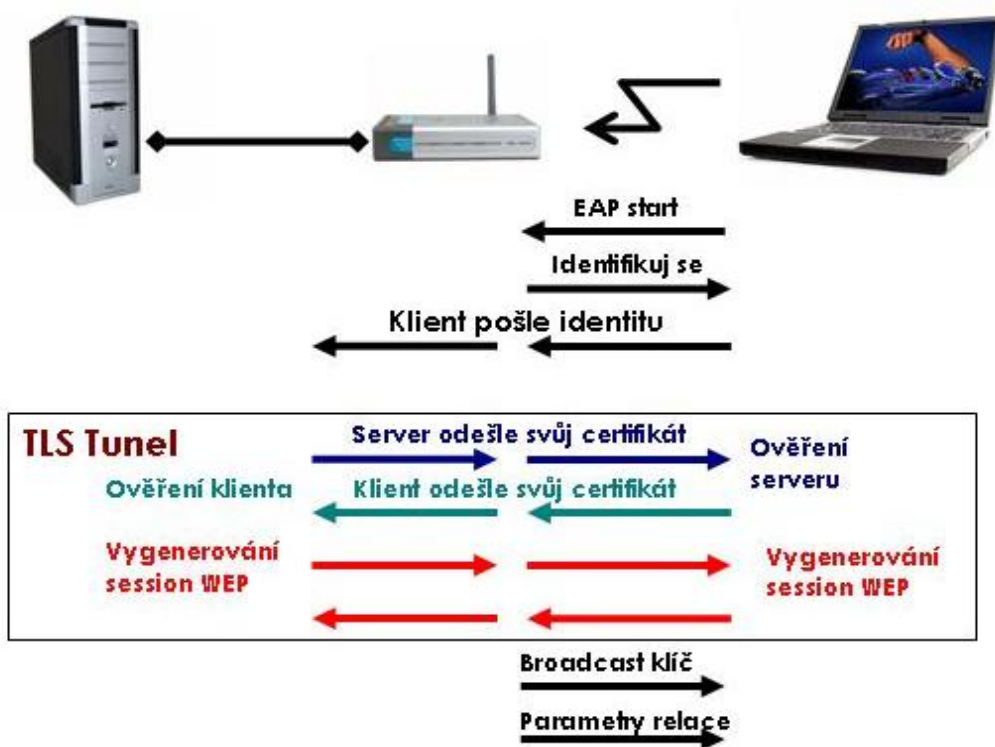 EAP start
Identifikuj se
Klient pošle identitu
TLS Tunel
Server odešle svůj certifikát
Ověření
serveru
Ověření klienta
Klient odešle svůj certifikát
Vygenerování
session WEP
Vygenerování
session WEP
Broadcast klíč
Parametry relace